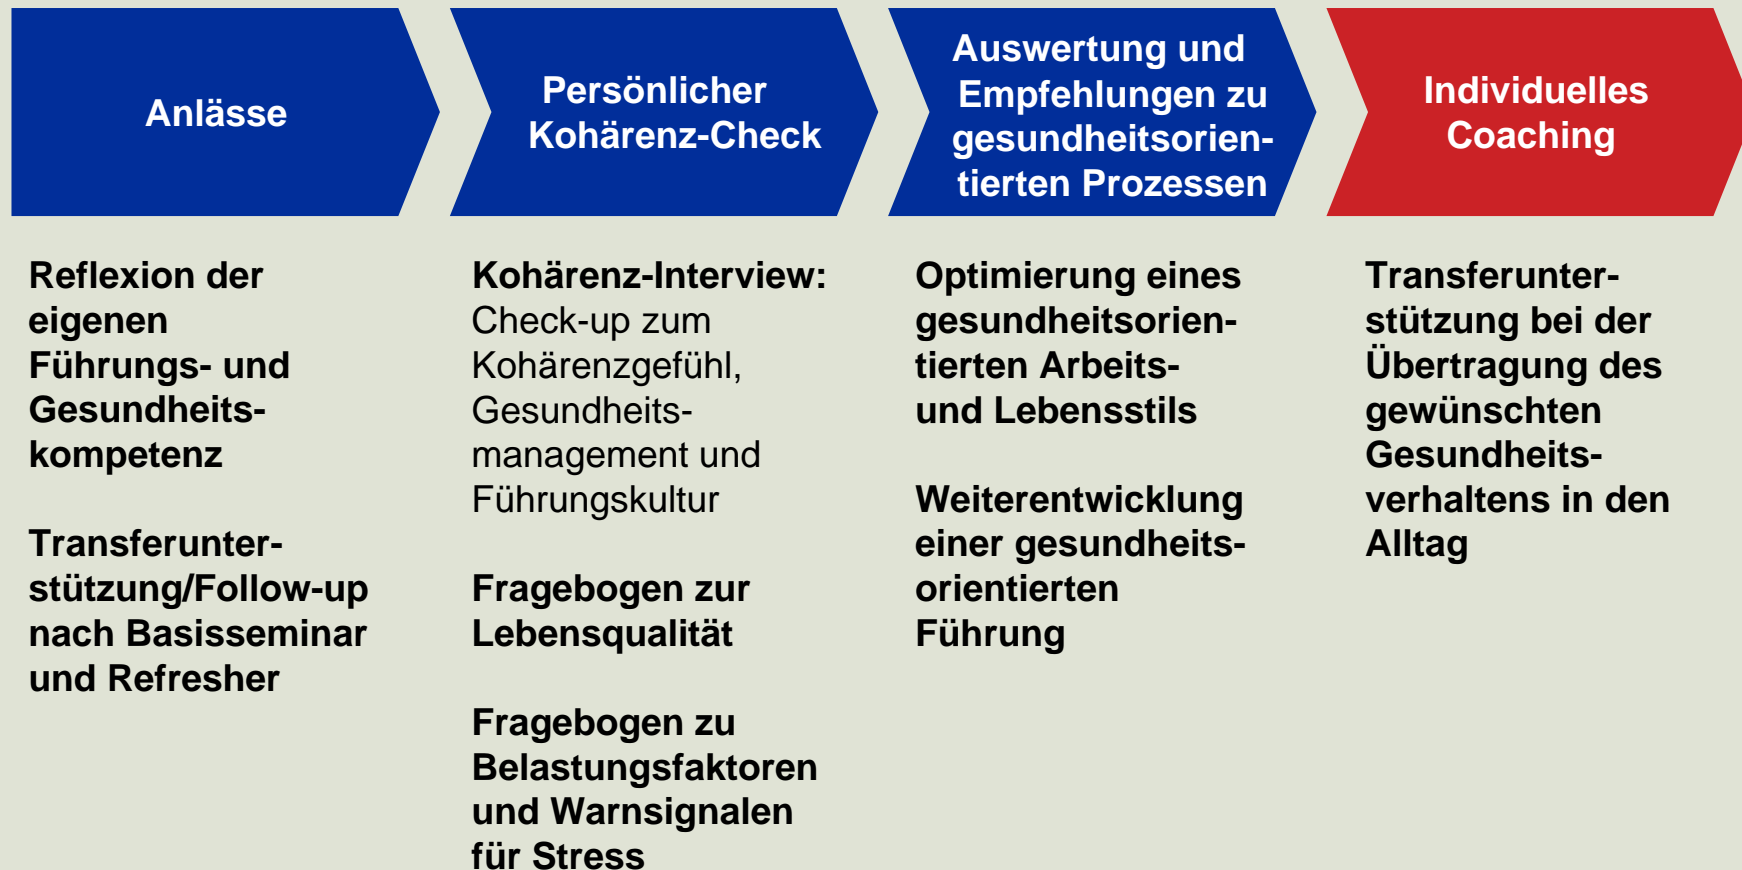 Anlässe
Persönlicher
Kohärenz-Check
Auswertung und
Empfehlungen zu
gesundheitsorien-
tierten Prozessen
Individuelles
Coaching
Reflexion der
eigenen
Führungs- und
Gesundheits-
kompetenz
Transferunter-
stützung/Follow-up
nach Basisseminar
und Refresher
Kohärenz-Interview:
Check-up zum
Kohärenzgefühl,
Gesundheits-
management und
Führungskultur
Fragebogen zur
Lebensqualität
Fragebogen zu
Belastungsfaktoren
und Warnsignalen
für Stress
Optimierung eines
gesundheitsorien-
tierten Arbeits-
und Lebensstils
Weiterentwicklung
einer gesundheits-
orientierten
Führung
Transferunter-
stützung bei der
Übertragung des
gewünschten
Gesundheits-
verhaltens in den
Alltag